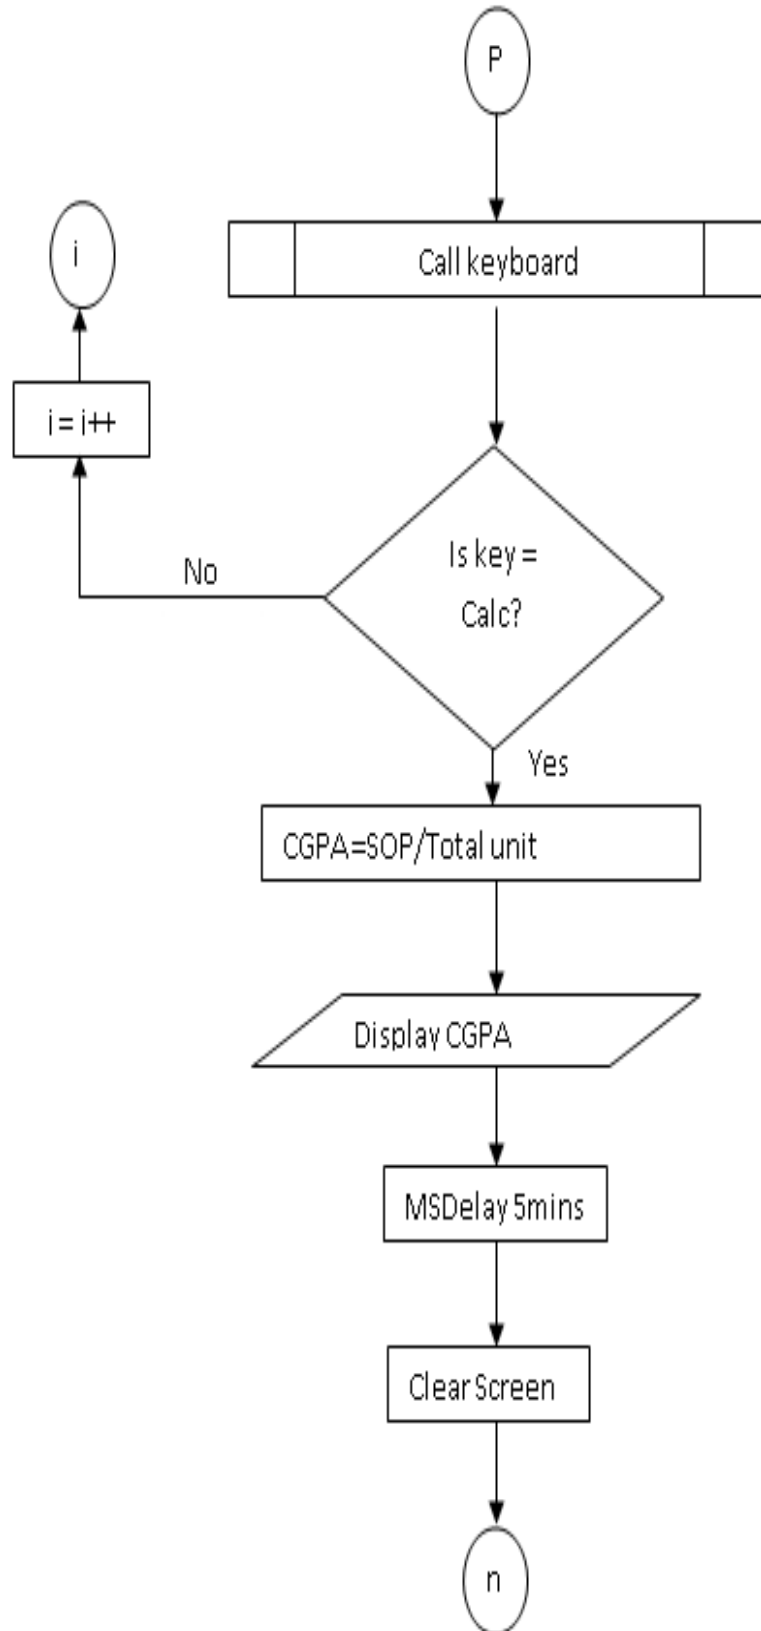 P
Call keyboard
i
i = i++
Is key =
Calc?
No
Yes
CGPA=SOP/Total unit
Display CGPA
MSDelay 5mins
Clear Screen
n